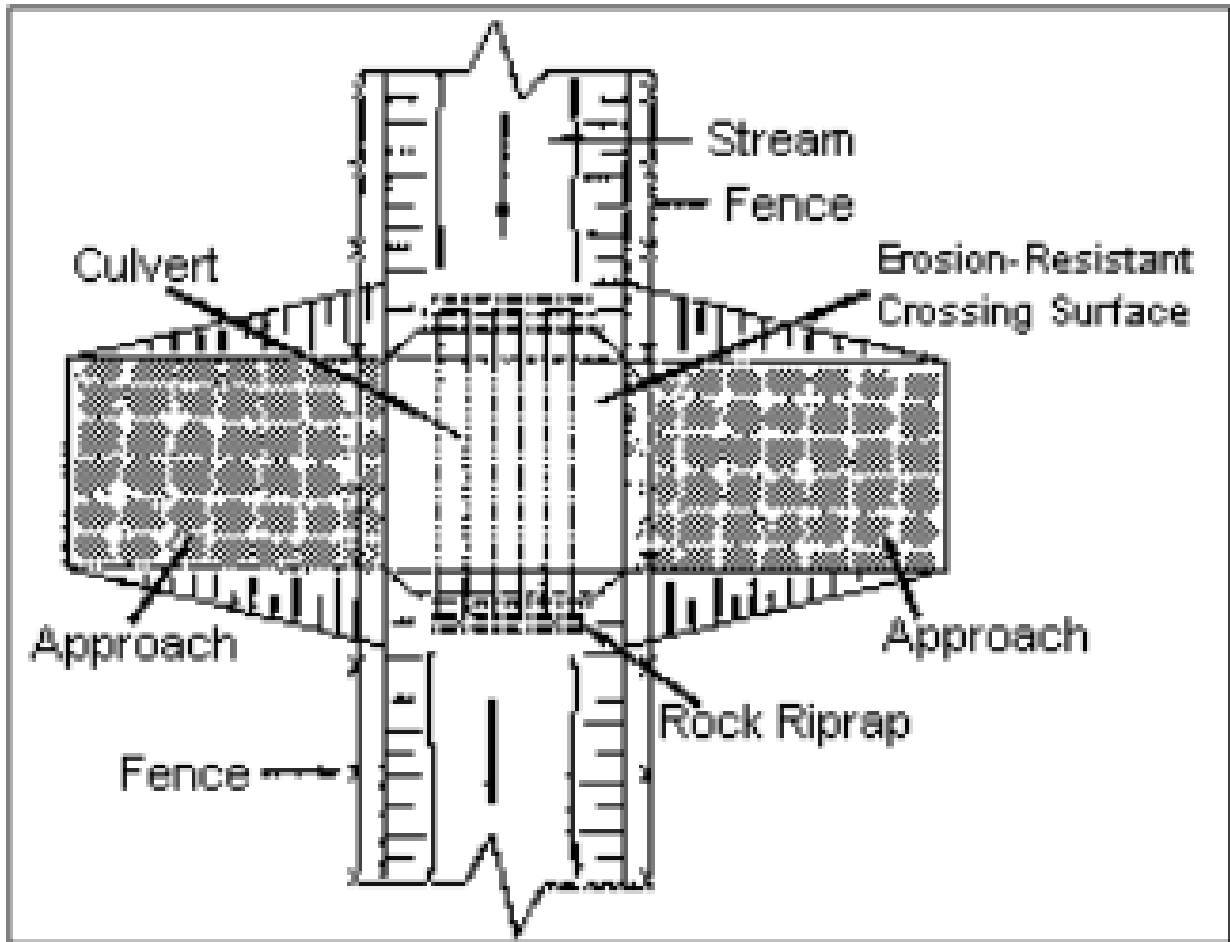 Stream
Fence
Culvert
Erosion-Resistant
Crossing Surface
Approach
Approach
Rock Riprap
Fence